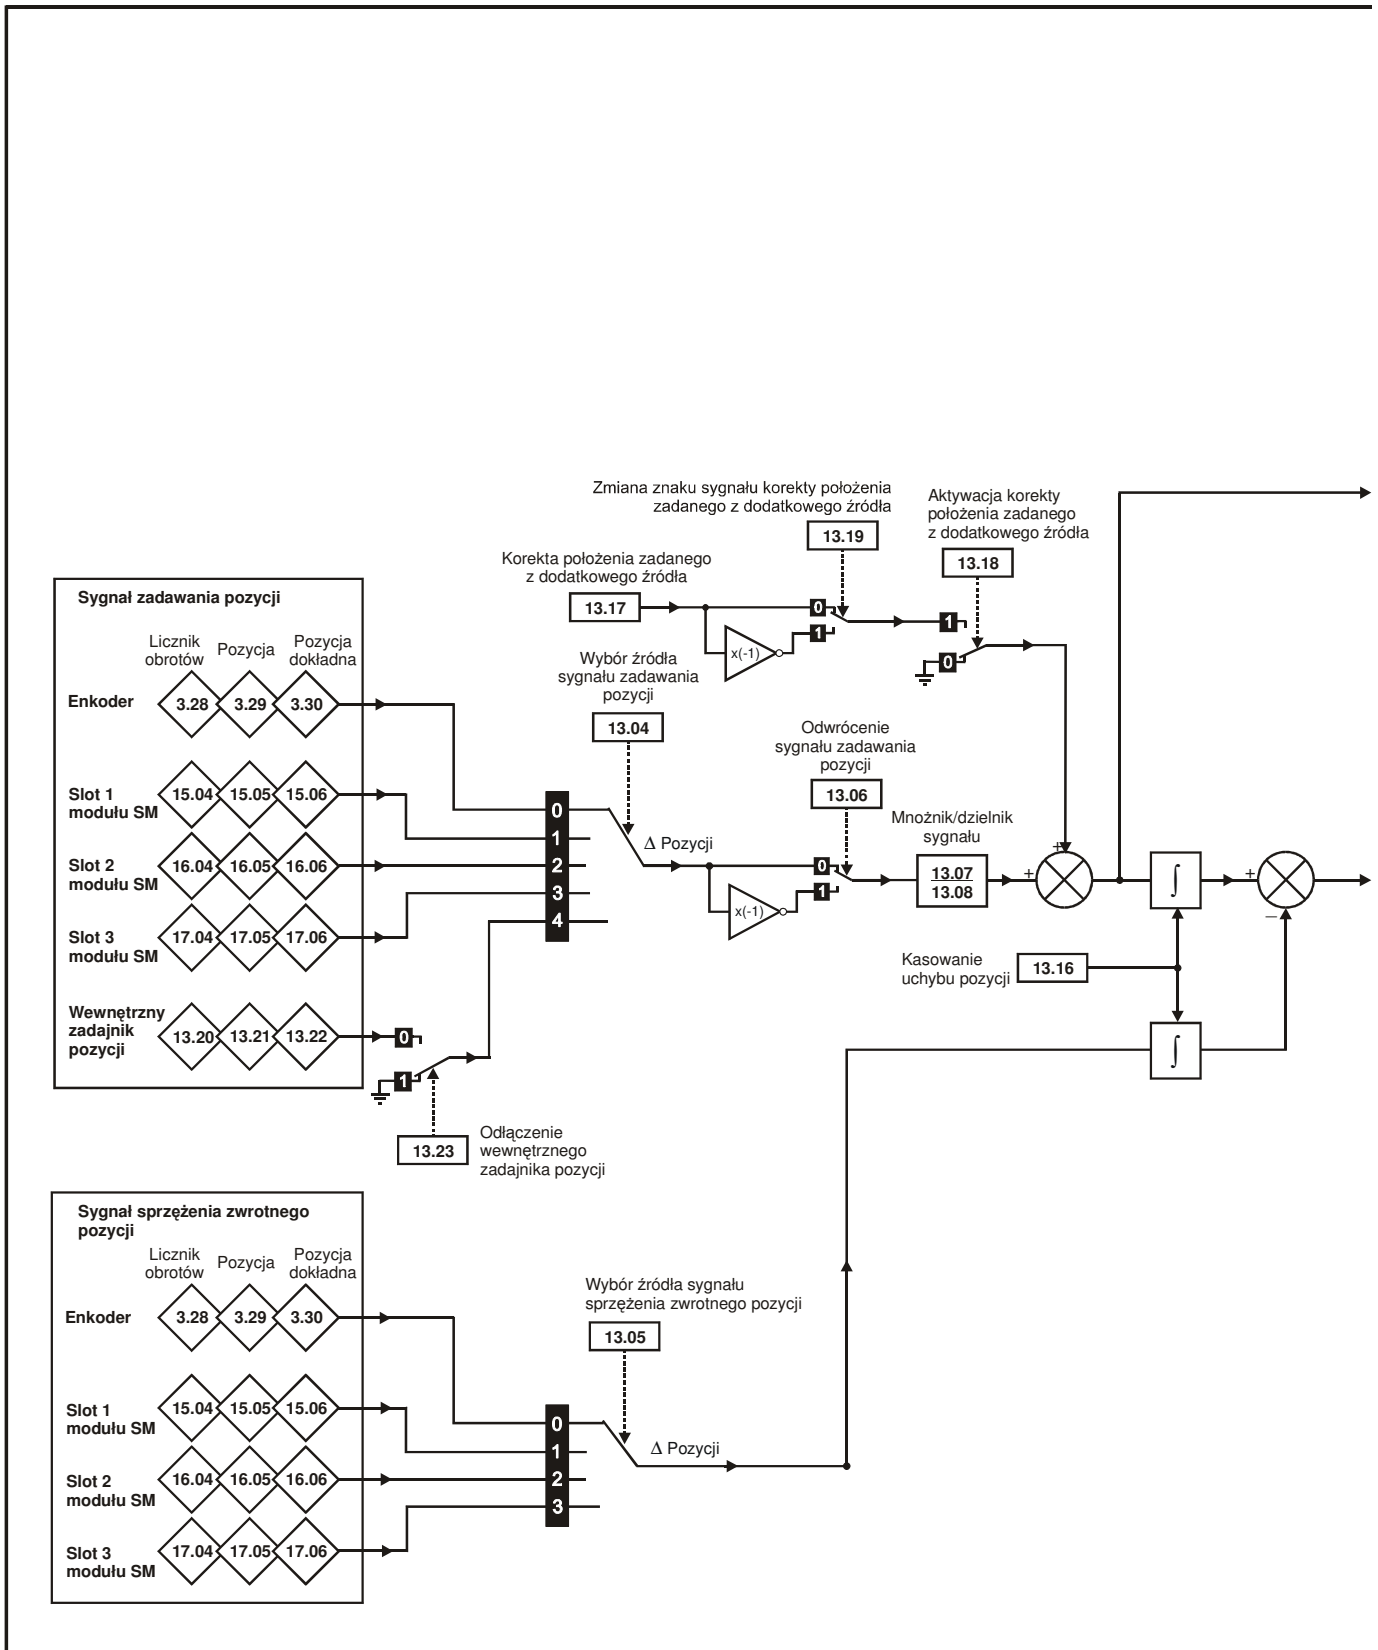 Zmiana znaku sygnału korekty położenia
zadanego z dodatkowego źródła
13.19
Aktywacja korekty
położenia zadanego
z dodatkowego źródła
13.18
Korekta położenia zadanego
z dodatkowego źródła
13.17
0
1
x(-1)
1
0
Sygnał zadawania pozycji
Licznik
obrotów
Pozycja
Pozycja
dokładna
Enkoder
3.28
3.29
3.30
Slot 1
modułu SM
15.04
15.05
15.06
Slot 2
modułu SM
16.04
16.05
16.06
Slot 3
modułu SM
17.04
17.05
17.06
Wewnętrzny
zadajnik
pozycji
13.20
13.21
13.22
0
1
13.23
Odłączenie
wewnętrznego
zadajnika pozycji
Wybór źródła
sygnału zadawania
pozycji
13.04
0
1
2
3
4
Δ Pozycji
x(-1)
Odwrócenie
sygnału zadawania
pozycji
13.06
0
1
Mnożnik/dzielnik
sygnału
13.07
13.08
+
+
∫
+
–
Kasowanie
uchybu pozycji
13.16
∫
Sygnał sprzężenia zwrotnego
pozycji
Licznik
obrotów
Pozycja
Pozycja
dokładna
Enkoder
3.28
3.29
3.30
Slot 1
modułu SM
15.04
15.05
15.06
Slot 2
modułu SM
16.04
16.05
16.06
Slot 3
modułu SM
17.04
17.05
17.06
Wybór źródła sygnału
sprzężenia zwrotnego pozycji
13.05
0
1
2
3
Δ Pozycji